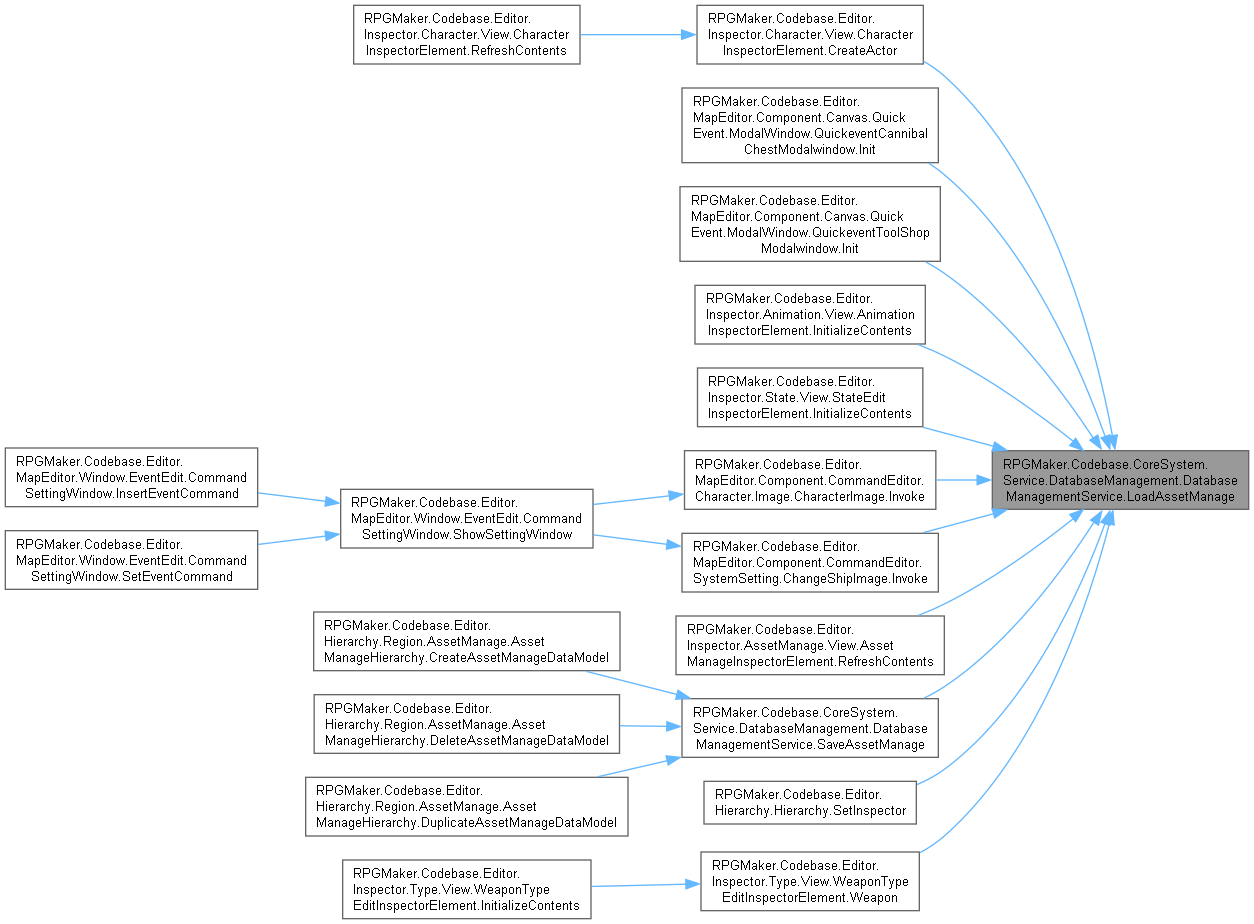 RPGMaker.Codebase.Editor.
Inspector.Character.View.Character
InspectorElement.RefreshContents
RPGMaker.Codebase.Editor.
Inspector.Character.View.Character
InspectorElement.CreateActor
RPGMaker.Codebase.Editor.
MapEditor.Component.Canvas.Quick
Event.ModalWindow.QuickeventCannibal
ChestModalwindow.Init
RPGMaker.Codebase.Editor.
MapEditor.Component.Canvas.Quick
Event.ModalWindow.QuickeventToolShop
Modalwindow.Init
RPGMaker.Codebase.Editor.
Inspector.Animation.View.Animation
InspectorElement.InitializeContents
RPGMaker.Codebase.Editor.
Inspector.State.View.StateEdit
InspectorElement.InitializeContents
RPGMaker.Codebase.Editor.
MapEditor.Window.EventEdit.Command
SettingWindow.InsertEventCommand
RPGMaker.Codebase.Editor.
MapEditor.Window.EventEdit.Command
SettingWindow.SetEventCommand
RPGMaker.Codebase.Editor.
MapEditor.Window.EventEdit.Command
SettingWindow.ShowSettingWindow
RPGMaker.Codebase.Editor.
MapEditor.Component.CommandEditor.
Character.Image.CharacterImage.Invoke
RPGMaker.Codebase.CoreSystem.
Service.DatabaseManagement.Database
ManagementService.LoadAssetManage
RPGMaker.Codebase.Editor.
MapEditor.Component.CommandEditor.
SystemSetting.ChangeShipImage.Invoke
RPGMaker.Codebase.Editor.
Inspector.AssetManage.View.Asset
ManageInspectorElement.RefreshContents
RPGMaker.Codebase.Editor.
Hierarchy.Region.AssetManage.Asset
ManageHierarchy.CreateAssetManageDataModel
RPGMaker.Codebase.Editor.
Hierarchy.Region.AssetManage.Asset
ManageHierarchy.DeleteAssetManageDataModel
RPGMaker.Codebase.Editor.
Hierarchy.Region.AssetManage.Asset
ManageHierarchy.DuplicateAssetManageDataModel
RPGMaker.Codebase.CoreSystem.
Service.DatabaseManagement.Database
ManagementService.SaveAssetManage
RPGMaker.Codebase.Editor.
Hierarchy.Hierarchy.SetInspector
RPGMaker.Codebase.Editor.
Inspector.Type.View.WeaponType
EditInspectorElement.InitializeContents
RPGMaker.Codebase.Editor.
Inspector.Type.View.WeaponType
EditInspectorElement.Weapon